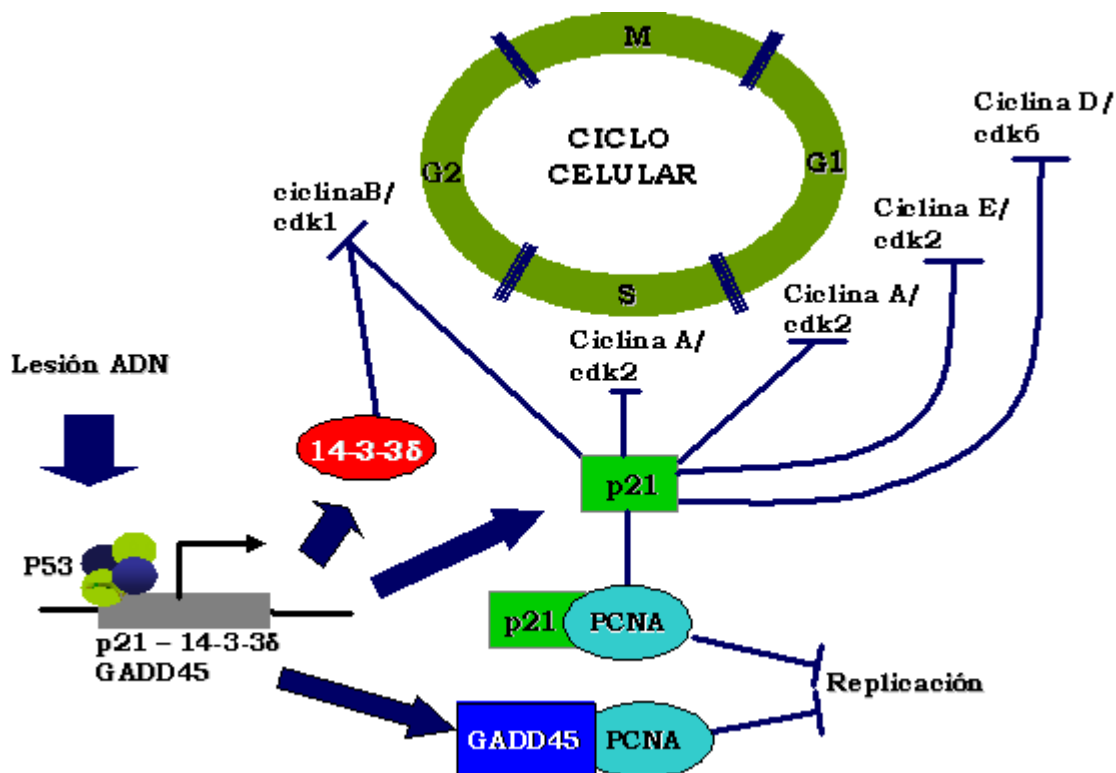 M
CICLO
CELULAR
G2
G1
S
Ciclina D/
cdk6
ciclinaB/
cdk1
Ciclina E/
cdk2
Ciclina A/
cdk2
Ciclina A/
cdk2
Lesión ADN
14-3-3δ
p21
P53
p21 – 14-3-3δ
GADD45
p21
PCNA
Replicación
GADD45
PCNA